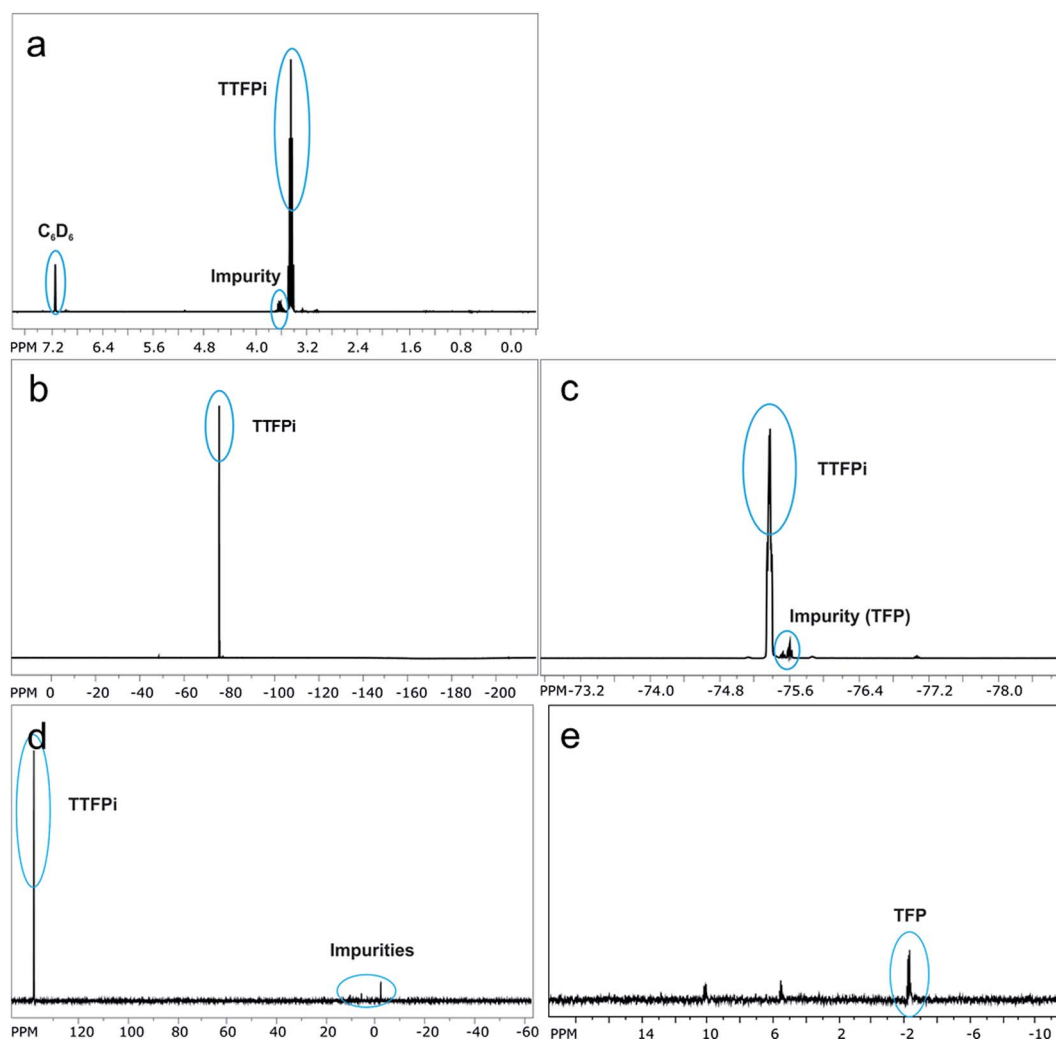 a
TTFPi
C₆D₆
Impurity
PPM 7.2 6.4 5.6 4.8 4.0 3.2 2.4 1.6 0.8 0.0
b
TTFPi
PPM 0 -20 -40 -60 -80 -100 -120 -140 -160 -180 -200
c
TTFPi
Impurity (TFP)
PPM -73.2 -74.0 -74.8 -75.6 -76.4 -77.2 -78.0
d
TTFPi
Impurities
PPM 120 100 80 60 40 20 0 -20 -40 -60
e
TFP
PPM 14 10 6 2 -2 -6 -10